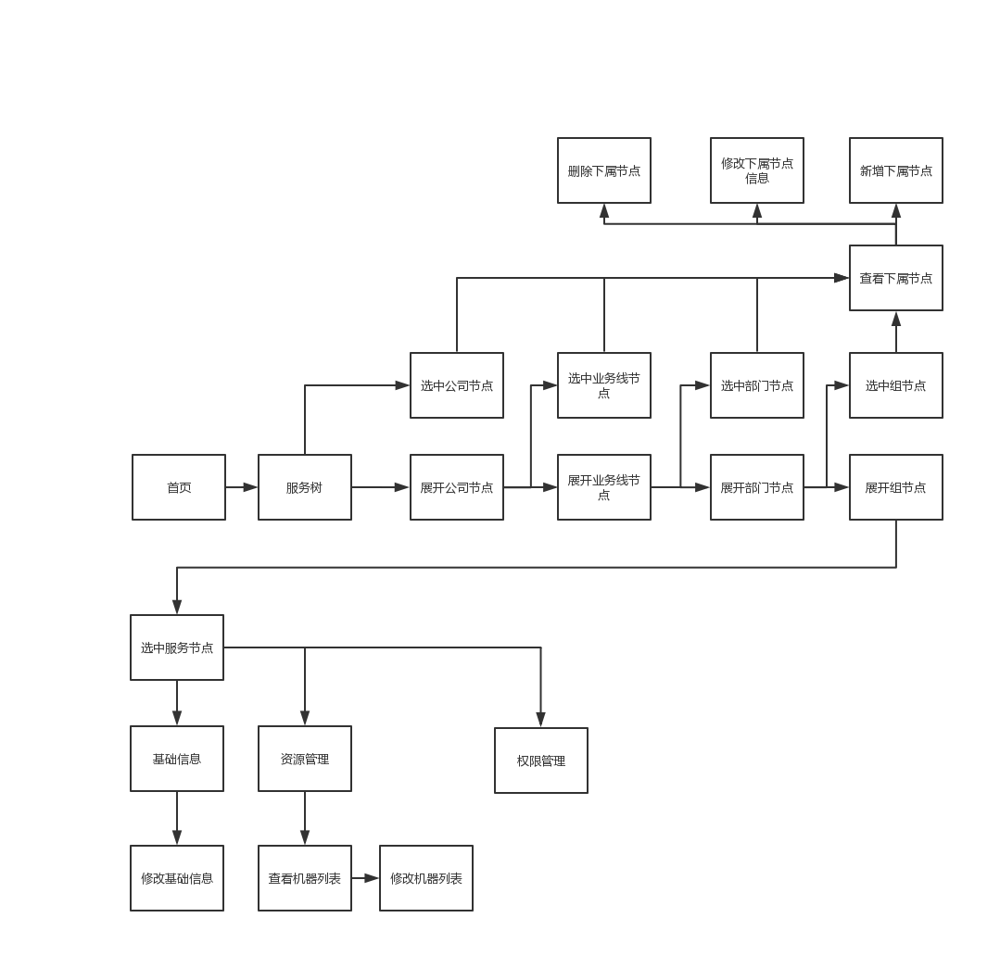 删除下属节点
修改下属节点
信息
新增下属节点
查看下属节点
选中公司节点
选中业务线节
点
选中部门节点
选中组节点
首页
服务树
展开公司节点
展开业务线节
点
展开部门节点
展开组节点
选中服务节点
基础信息
资源管理
权限管理
修改基础信息
查看机器列表
修改机器列表